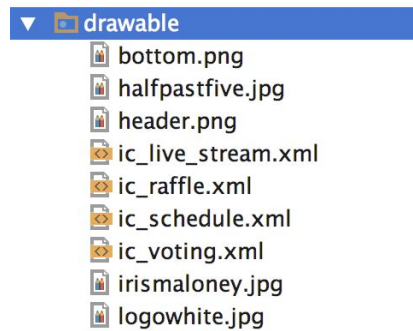 drawable
bottom.png
halfpastfive.jpg
header.png
ic_live_stream.xml
ic_raffle.xml
ic_schedule.xml
ic_voting.xml
irismaloney.jpg
logowhite.jpg